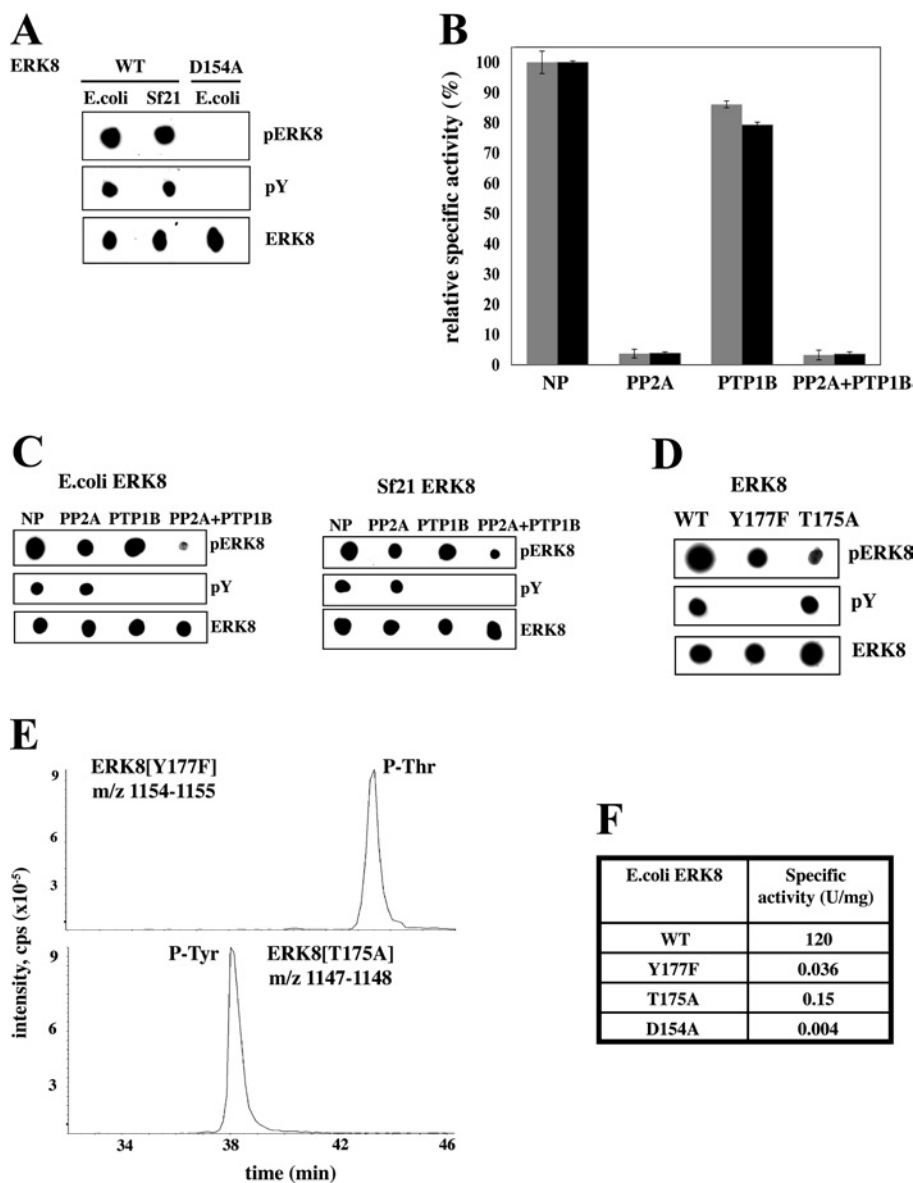 A
ERK8 WT D154A
E.coli Sf21 E.coli
pERK8
pY
ERK8
B
relative specific activity (%)
100
90
80
70
60
50
40
30
20
10
0
NP PP2A PTP1B PP2A+PTP1B
C
E.coli ERK8
NP PP2A PTP1B PP2A+PTP1B
pERK8
pY
ERK8
Sf21 ERK8
NP PP2A PTP1B PP2A+PTP1B
pERK8
pY
ERK8
D
ERK8
WT Y177F T175A
pERK8
pY
ERK8
E
intensity, cps (x10-5)
9
6
3
ERK8[Y177F]
m/z 1154-1155
P-Thr
9
6
3
P-Tyr
ERK8[T175A]
m/z 1147-1148
34 38 42 46
time (min)
F
E.coli ERK8 Specific
activity (U/mg)
WT 120
Y177F 0.036
T175A 0.15
D154A 0.004